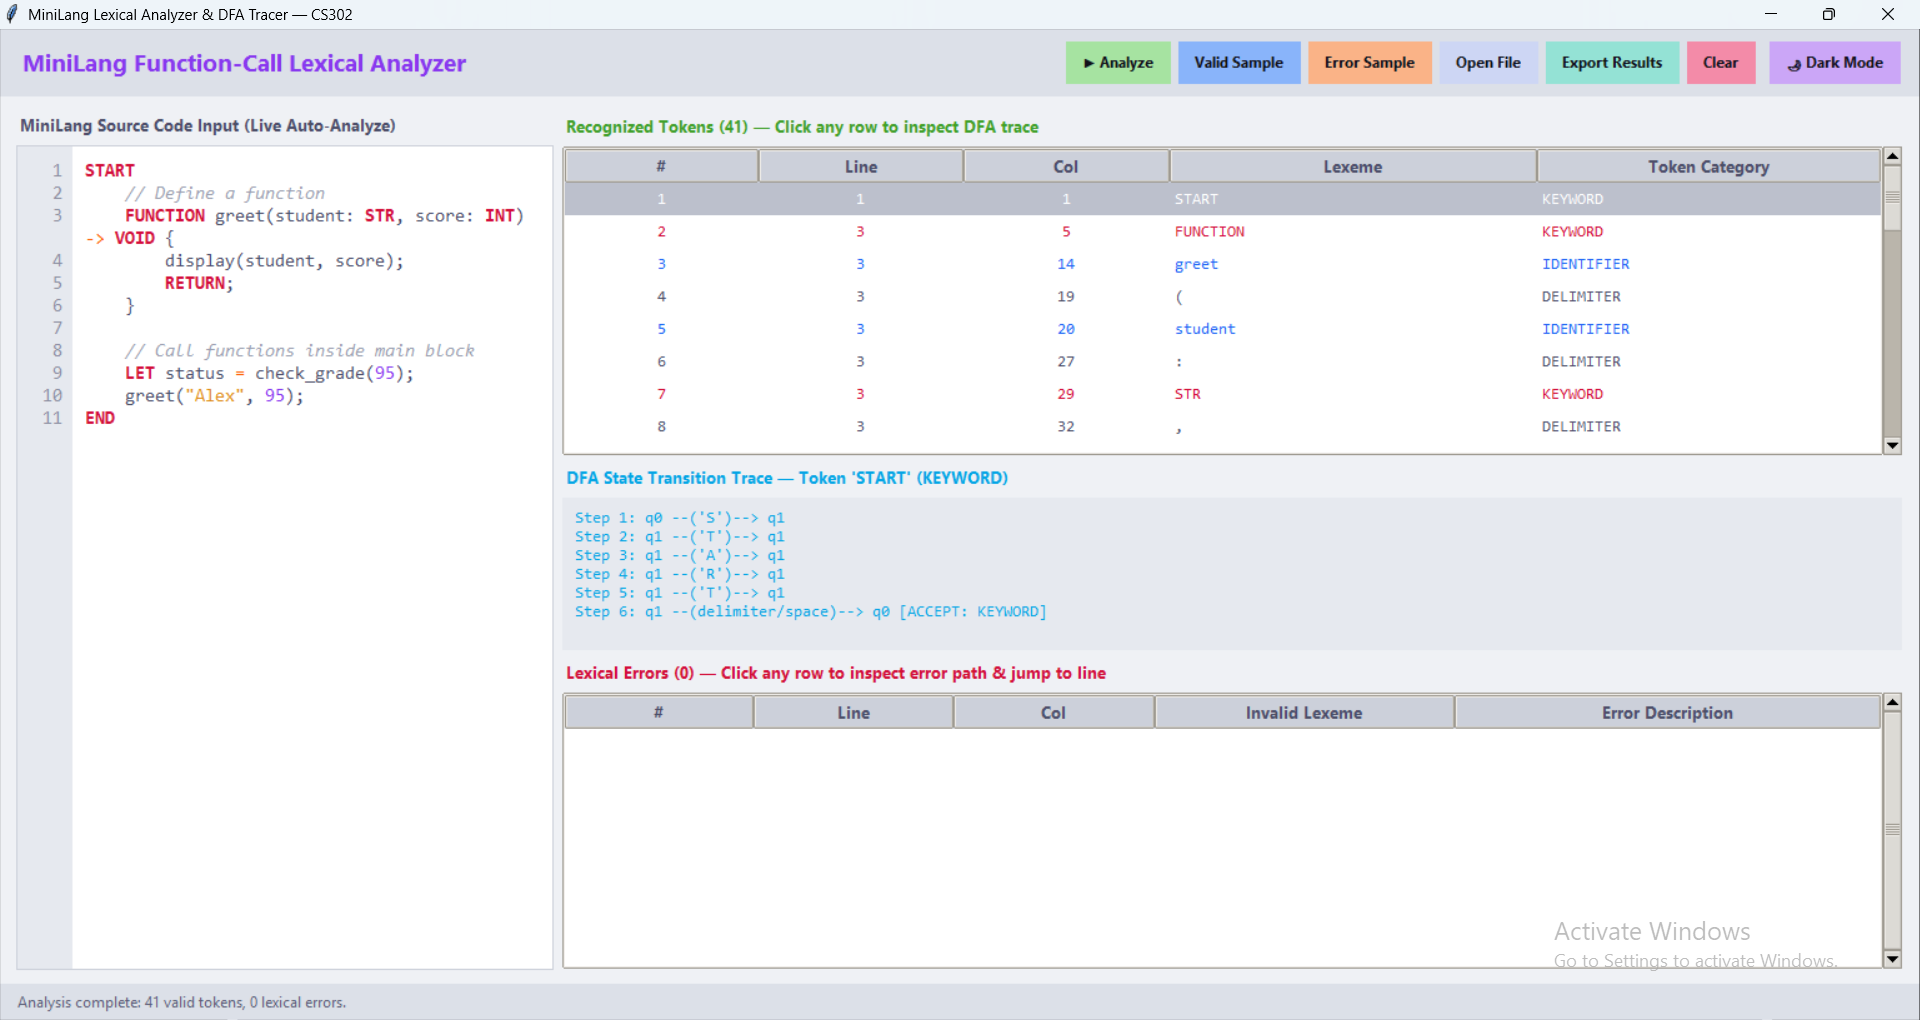 MiniLang Lexical Analyzer & DFA Tracer — CS302
MiniLang Function-Call Lexical Analyzer
► Analyze
Valid Sample
Error Sample
Open File
Export Results
Clear
🌙 Dark Mode
MiniLang Source Code Input (Live Auto-Analyze)
1 START
2 // Define a function
3 FUNCTION greet(student: STR, score: INT)
-> VOID {
4 display(student, score);
5 RETURN;
6 }
7
8 // Call functions inside main block
9 LET status = check_grade(95);
10 greet("Alex", 95);
11 END
Recognized Tokens (41) — Click any row to inspect DFA trace
# Line Col Lexeme Token Category
1 1 1 START KEYWORD
2 3 5 FUNCTION KEYWORD
3 3 14 greet IDENTIFIER
4 3 19 ( DELIMITER
5 3 20 student IDENTIFIER
6 3 27 : DELIMITER
7 3 29 STR KEYWORD
8 3 32 , DELIMITER
DFA State Transition Trace — Token 'START' (KEYWORD)
Step 1: q0 --('S')--> q1
Step 2: q1 --('T')--> q1
Step 3: q1 --('A')--> q1
Step 4: q1 --('R')--> q1
Step 5: q1 --('T')--> q1
Step 6: q1 --(delimiter/space)--> q0 [ACCEPT: KEYWORD]
Lexical Errors (0) — Click any row to inspect error path & jump to line
# Line Col Invalid Lexeme Error Description
Activate Windows
Go to Settings to activate Windows.
Analysis complete: 41 valid tokens, 0 lexical errors.